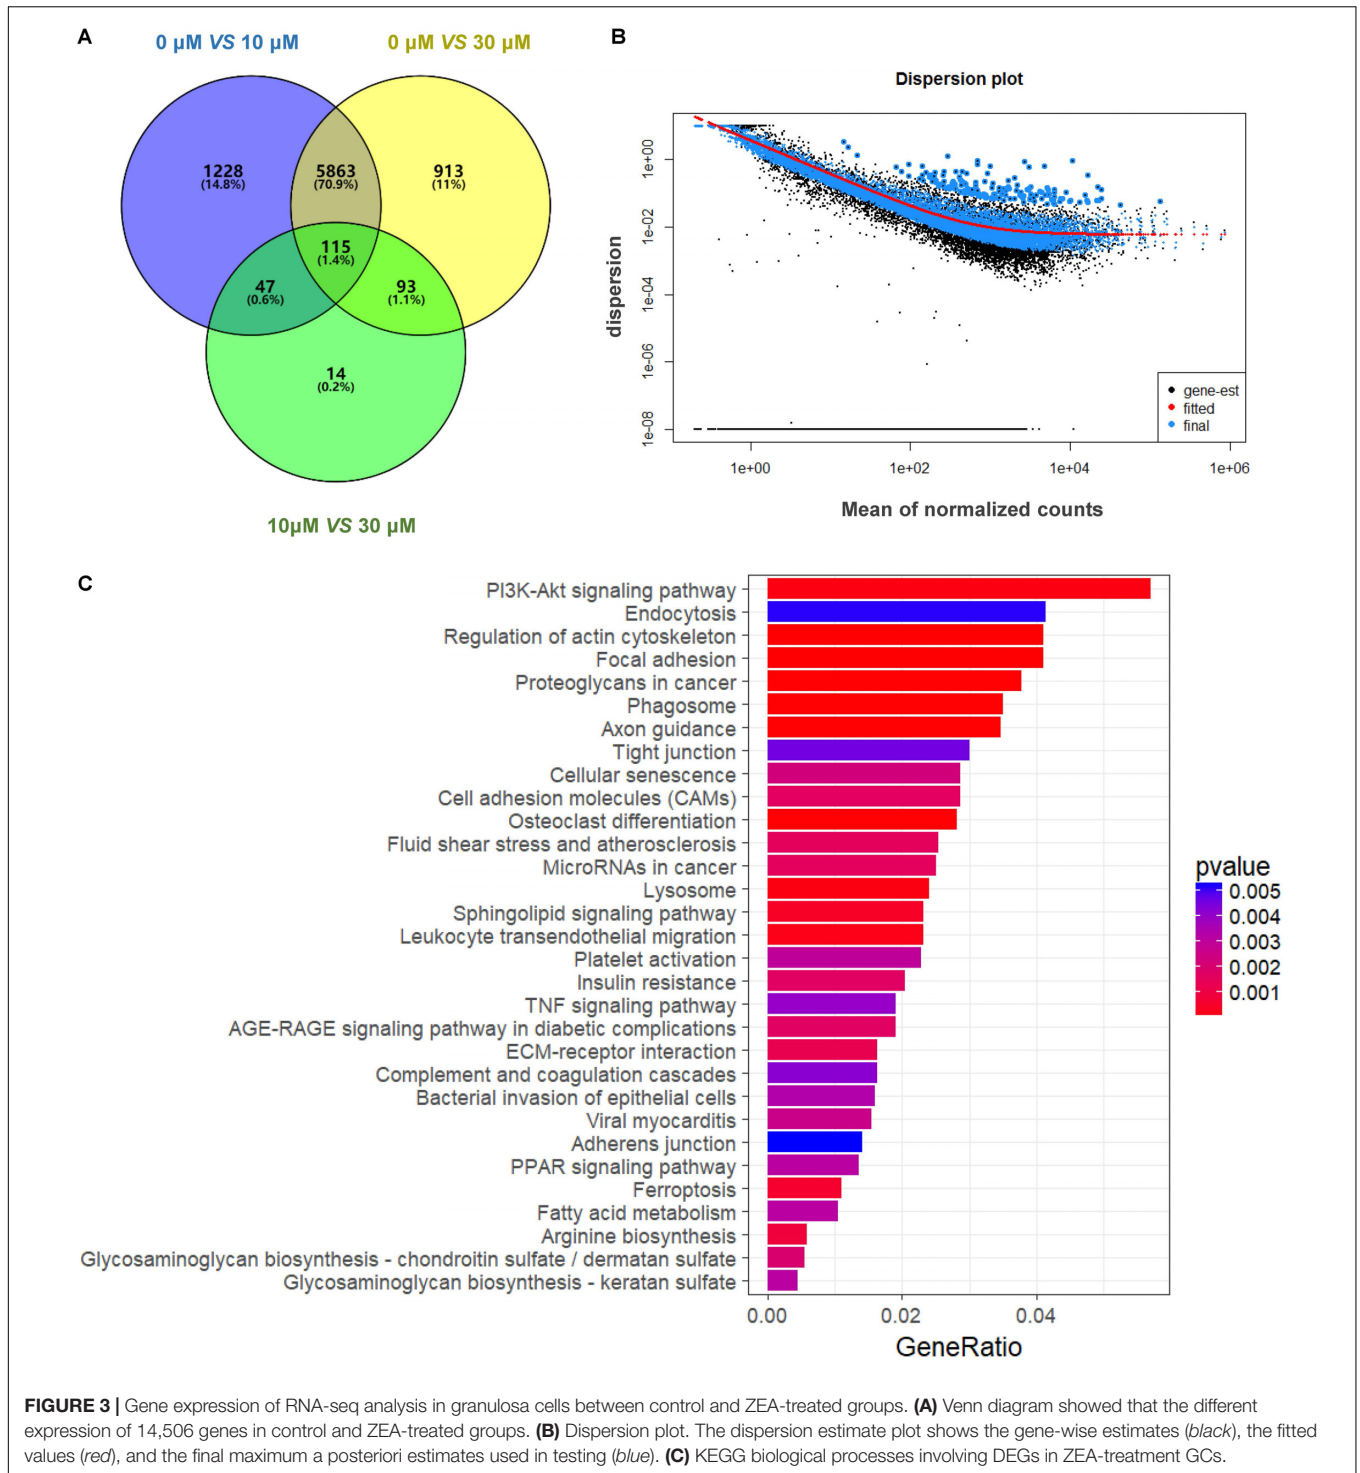 A
0 µM VS 10 µM
0 µM VS 30 µM
1228
(14.8%)
5863
(70.9%)
913
(11%)
115
(1.4%)
47
(0.6%)
93
(1.1%)
14
(0.2%)
10µM VS 30 µM
B
Dispersion plot
dispersion
1e+00
1e-02
1e-04
1e-06
1e-08
gene-est
fitted
final
1e+00
1e+02
1e+04
1e+06
Mean of normalized counts
C
PI3K-Akt signaling pathway
Endocytosis
Regulation of actin cytoskeleton
Focal adhesion
Proteoglycans in cancer
Phagosome
Axon guidance
Tight junction
Cellular senescence
Cell adhesion molecules (CAMs)
Osteoclast differentiation
Fluid shear stress and atherosclerosis
MicroRNAs in cancer
Lysosome
Sphingolipid signaling pathway
Leukocyte transendothelial migration
Platelet activation
Insulin resistance
TNF signaling pathway
AGE-RAGE signaling pathway in diabetic complications
ECM-receptor interaction
Complement and coagulation cascades
Bacterial invasion of epithelial cells
Viral myocarditis
Adherens junction
PPAR signaling pathway
Ferroptosis
Fatty acid metabolism
Arginine biosynthesis
Glycosaminoglycan biosynthesis - chondroitin sulfate / dermatan sulfate
Glycosaminoglycan biosynthesis - keratan sulfate
0.00
0.02
0.04
GeneRatio
pvalue
0.005
0.004
0.003
0.002
0.001
FIGURE 3 | Gene expression of RNA-seq analysis in granulosa cells between control and ZEA-treated groups. (A) Venn diagram showed that the different
expression of 14,506 genes in control and ZEA-treated groups. (B) Dispersion plot. The dispersion estimate plot shows the gene-wise estimates (black), the fitted
values (red), and the final maximum a posteriori estimates used in testing (blue). (C) KEGG biological processes involving DEGs in ZEA-treatment GCs.